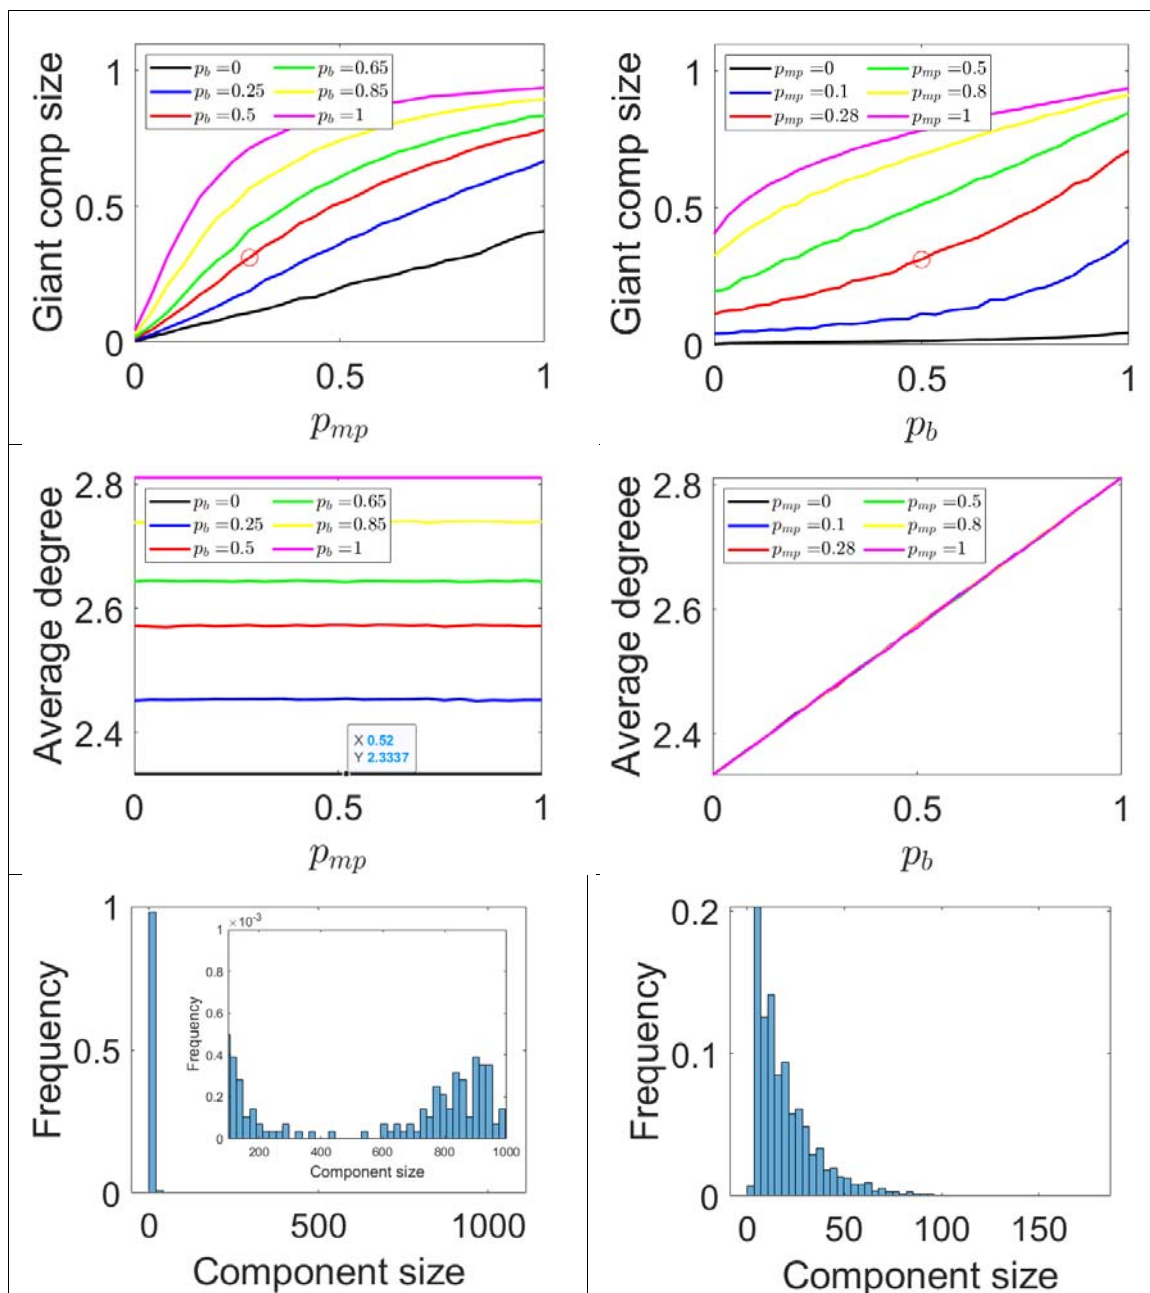 Giant comp size
1
0.5
0
p_b = 0
p_b = 0.25
p_b = 0.5
p_b = 0.65
p_b = 0.85
p_b = 1
0 0.5 1
p_mp
Giant comp size
1
0.5
0
p_mp = 0
p_mp = 0.1
p_mp = 0.28
p_mp = 0.5
p_mp = 0.8
p_mp = 1
0 0.5 1
p_b
Average degree
2.8
2.6
2.4
p_b = 0
p_b = 0.25
p_b = 0.5
p_b = 0.65
p_b = 0.85
p_b = 1
X 0.52
Y 2.3337
0 0.5 1
p_mp
Average degreee
2.8
2.6
2.4
p_mp = 0
p_mp = 0.1
p_mp = 0.28
p_mp = 0.5
p_mp = 0.8
p_mp = 1
0 0.5 1
p_b
Frequency
1
0.5
0
×10-3
Frequency
1
0.8
0.6
0.4
0.2
0
200 400 600 800 1000
Component size
0 500 1000
Component size
Frequency
0.2
0.1
0
0 50 100 150
Component size